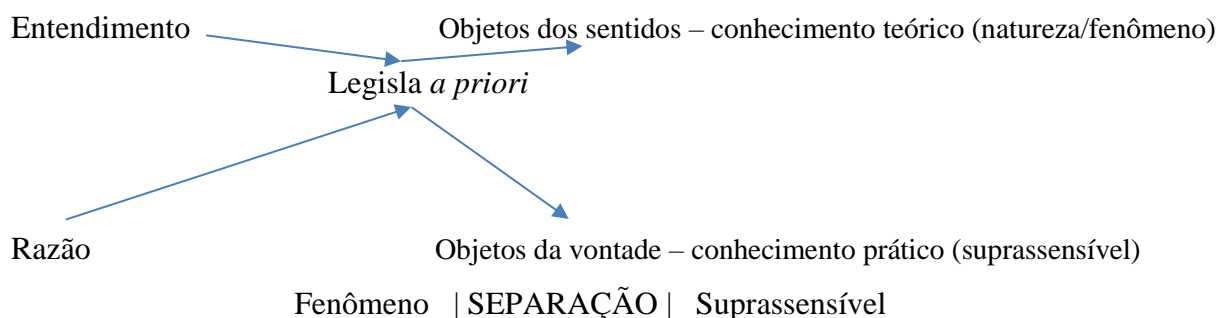 Entendimento Objetos dos sentidos – conhecimento teórico (natureza/fenômeno)
Legisla a priori
Razão Objetos da vontade – conhecimento prático (suprassensível)
Fenômeno | SEPARAÇÃO | Suprassensível